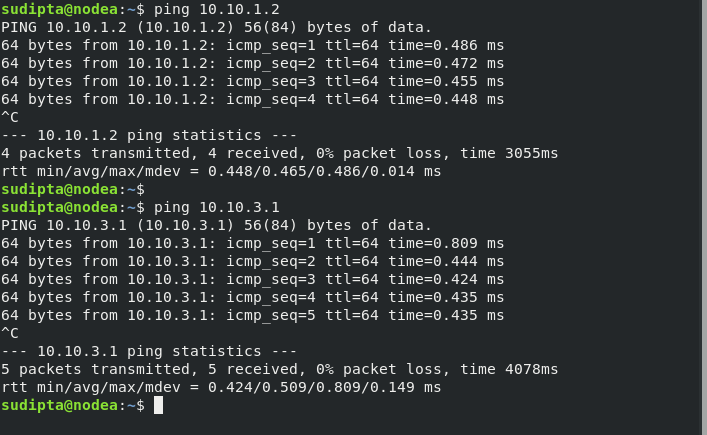 sudipta@nodea:~$ ping 10.10.1.2
PING 10.10.1.2 (10.10.1.2) 56(84) bytes of data.
64 bytes from 10.10.1.2: icmp_seq=1 ttl=64 time=0.486 ms
64 bytes from 10.10.1.2: icmp_seq=2 ttl=64 time=0.472 ms
64 bytes from 10.10.1.2: icmp_seq=3 ttl=64 time=0.455 ms
64 bytes from 10.10.1.2: icmp_seq=4 ttl=64 time=0.448 ms
^C
--- 10.10.1.2 ping statistics ---
4 packets transmitted, 4 received, 0% packet loss, time 3055ms
rtt min/avg/max/mdev = 0.448/0.465/0.486/0.014 ms
sudipta@nodea:~$
sudipta@nodea:~$ ping 10.10.3.1
PING 10.10.3.1 (10.10.3.1) 56(84) bytes of data.
64 bytes from 10.10.3.1: icmp_seq=1 ttl=64 time=0.809 ms
64 bytes from 10.10.3.1: icmp_seq=2 ttl=64 time=0.444 ms
64 bytes from 10.10.3.1: icmp_seq=3 ttl=64 time=0.424 ms
64 bytes from 10.10.3.1: icmp_seq=4 ttl=64 time=0.435 ms
64 bytes from 10.10.3.1: icmp_seq=5 ttl=64 time=0.435 ms
^C
--- 10.10.3.1 ping statistics ---
5 packets transmitted, 5 received, 0% packet loss, time 4078ms
rtt min/avg/max/mdev = 0.424/0.509/0.809/0.149 ms
sudipta@nodea:~$